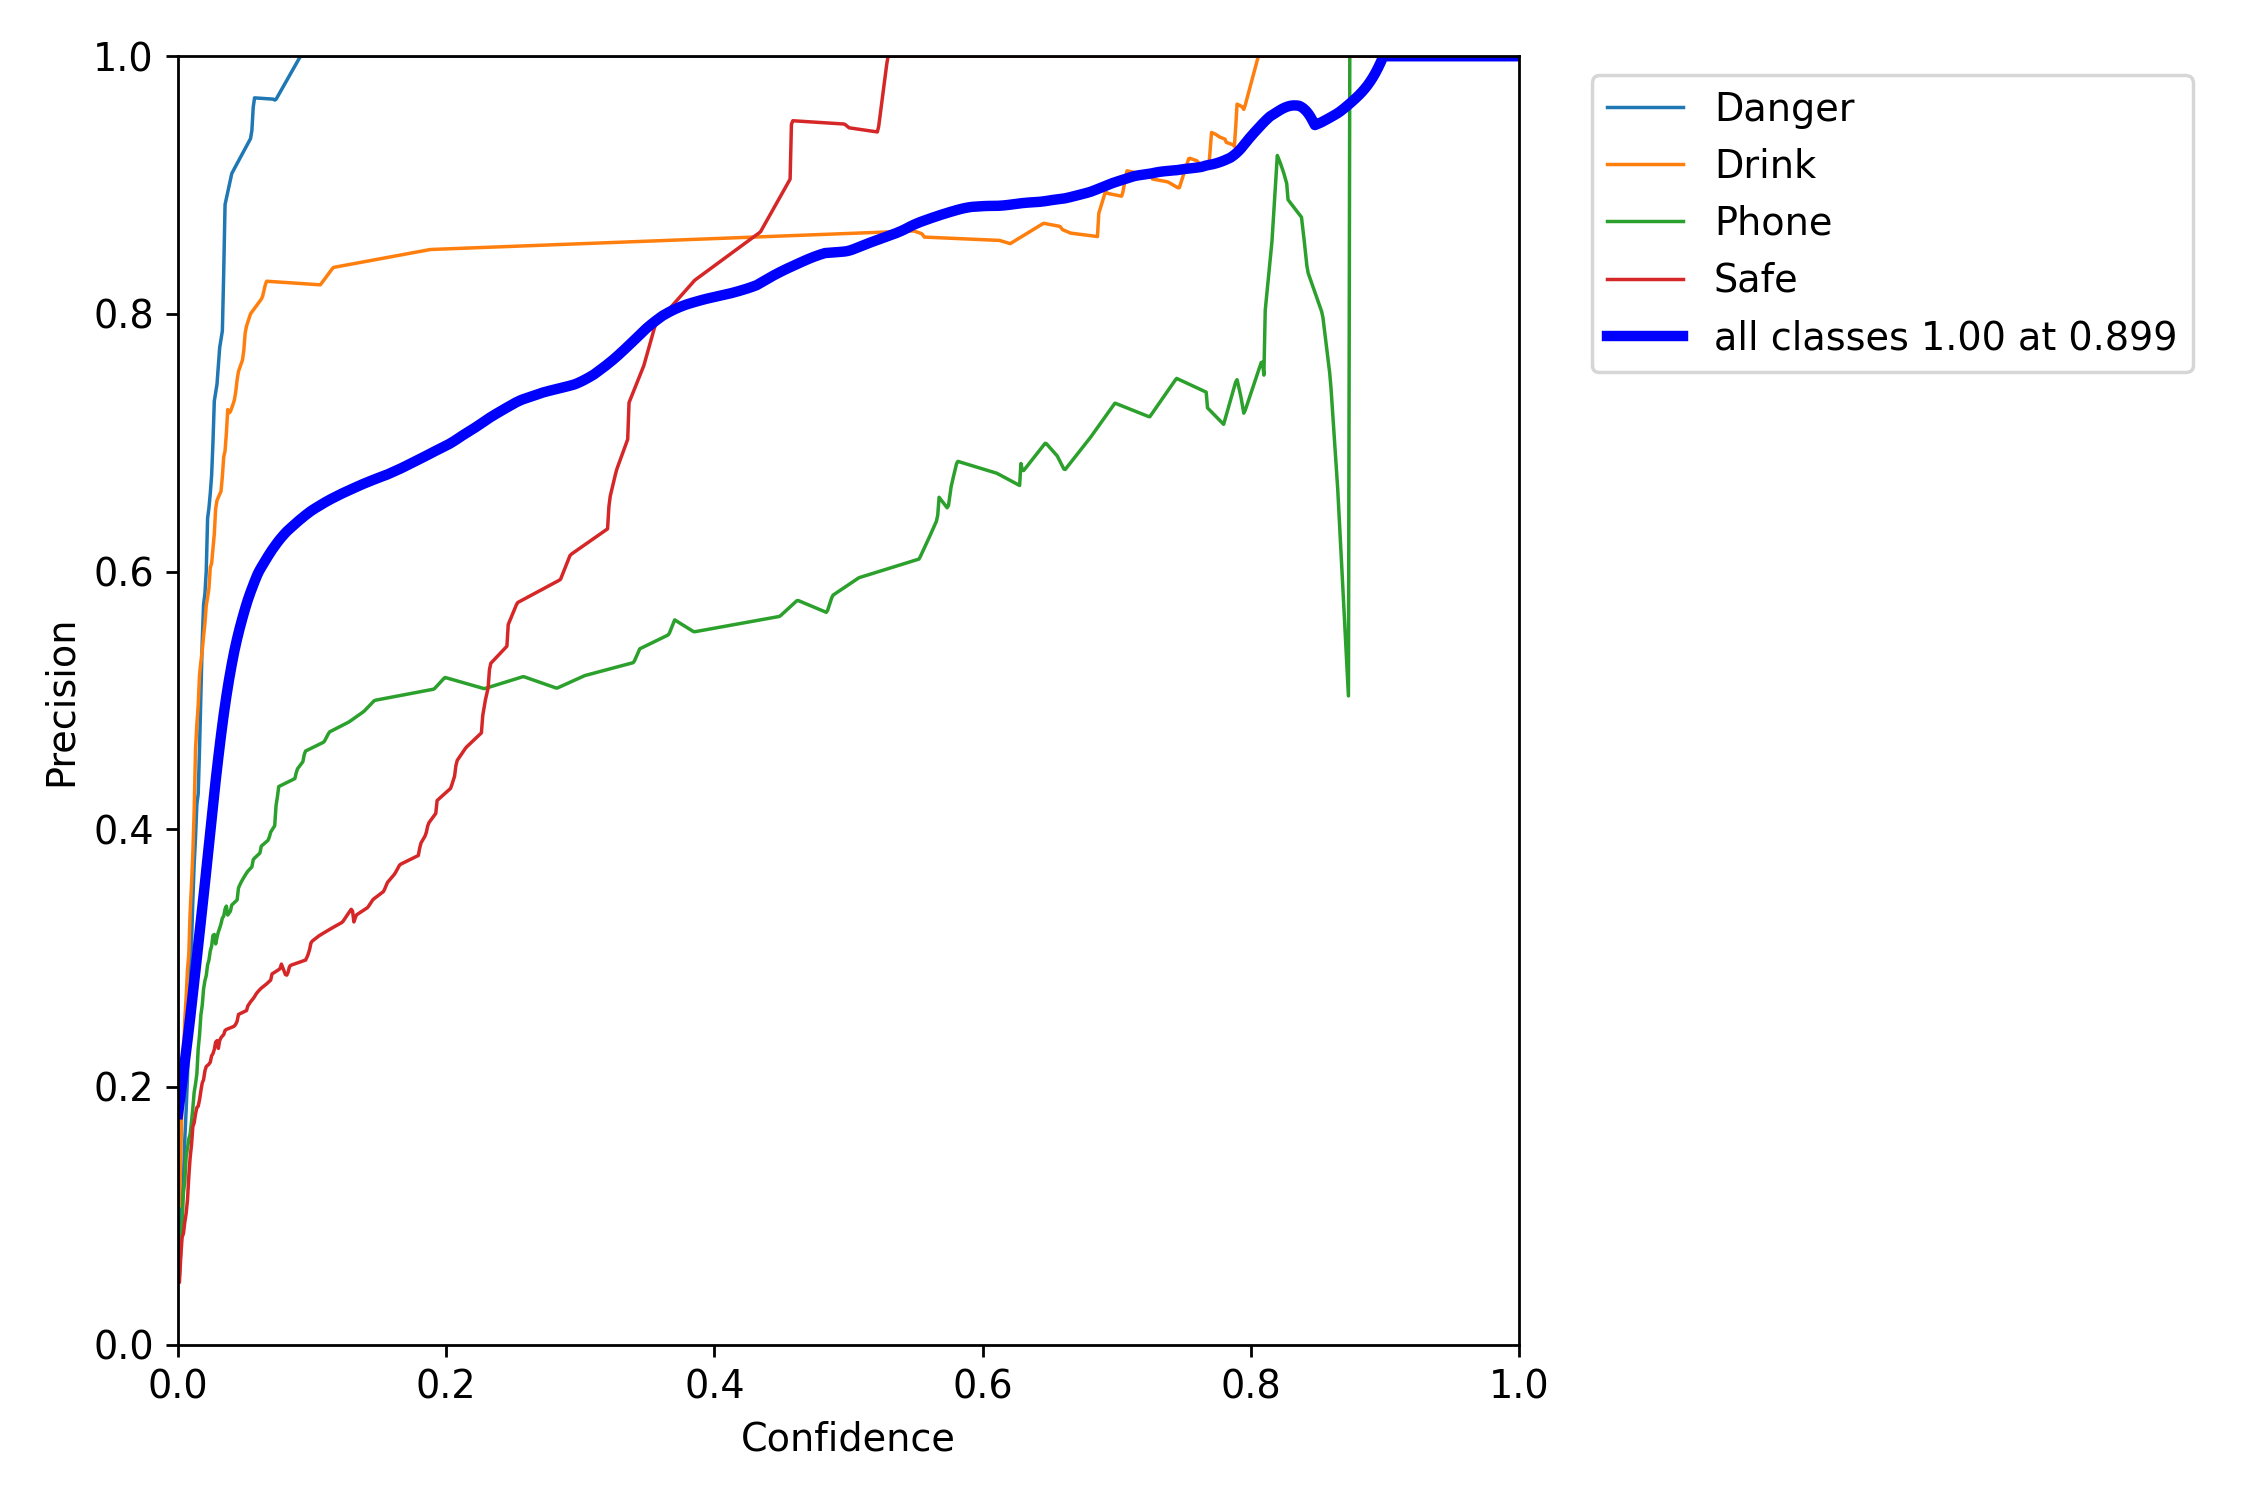 1.0
0.8
0.6
0.4
0.2
0.0
Precision
0.0 0.2 0.4 0.6 0.8 1.0
Confidence
Danger
Drink
Phone
Safe
all classes 1.00 at 0.899